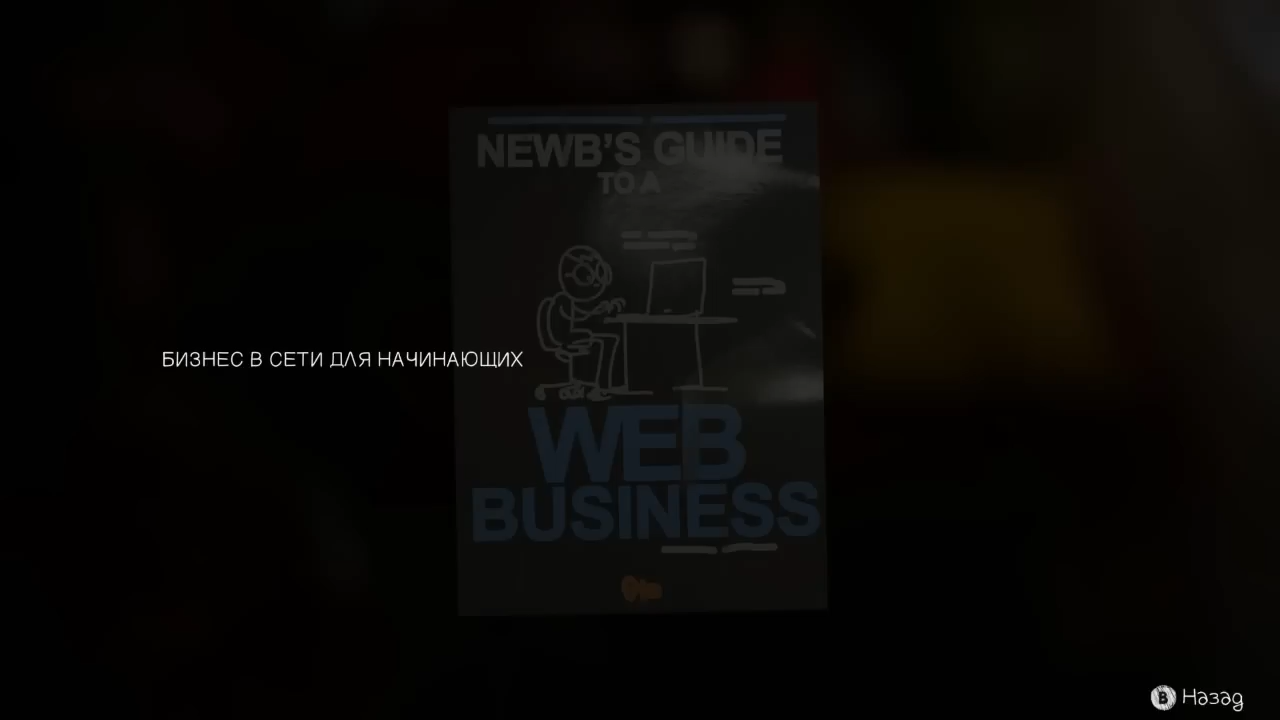 NEWB'S GUIDE
TO A
БИЗНЕС В СЕТИ ДЛЯ НАЧИНАЮЩИХ
WEB
BUSINESS
B Назад